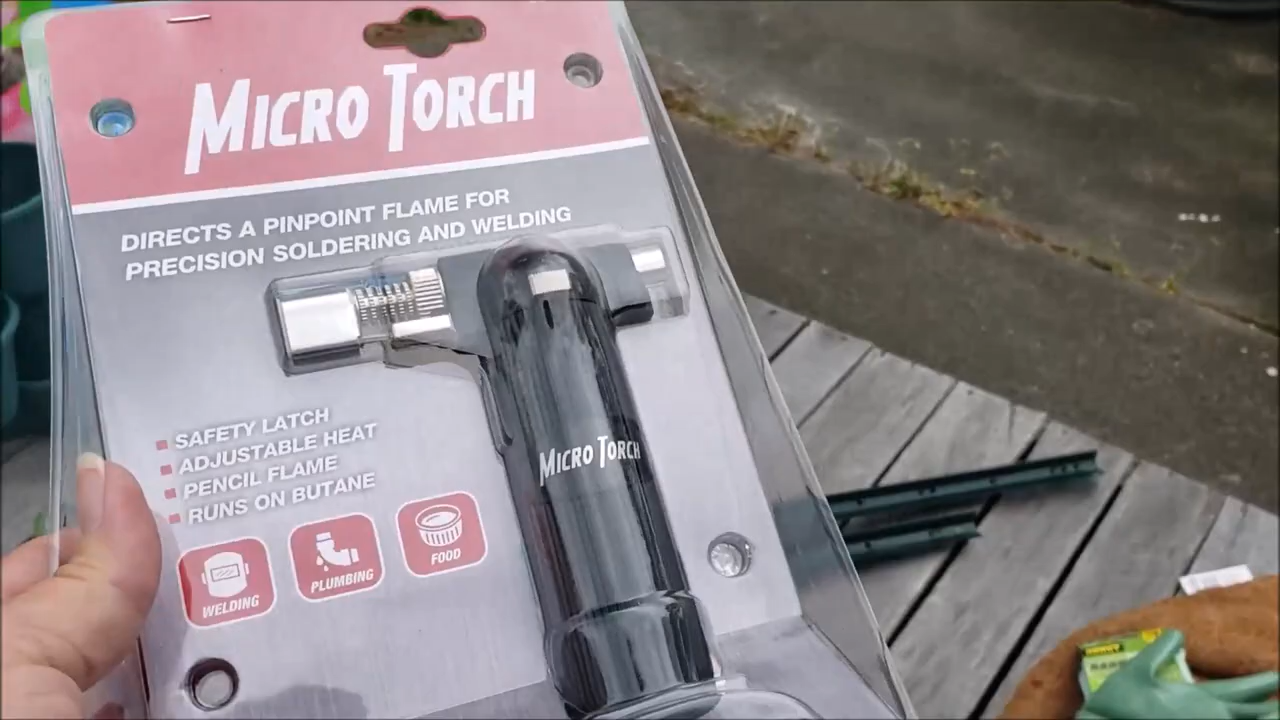 MICRO TORCH
DIRECTS A PINPOINT FLAME FOR
PRECISION SOLDERING AND WELDING
MICRO TORCH
SAFETY LATCH
ADJUSTABLE HEAT
PENCIL FLAME
RUNS ON BUTANE
WELDING
PLUMBING
FOOD